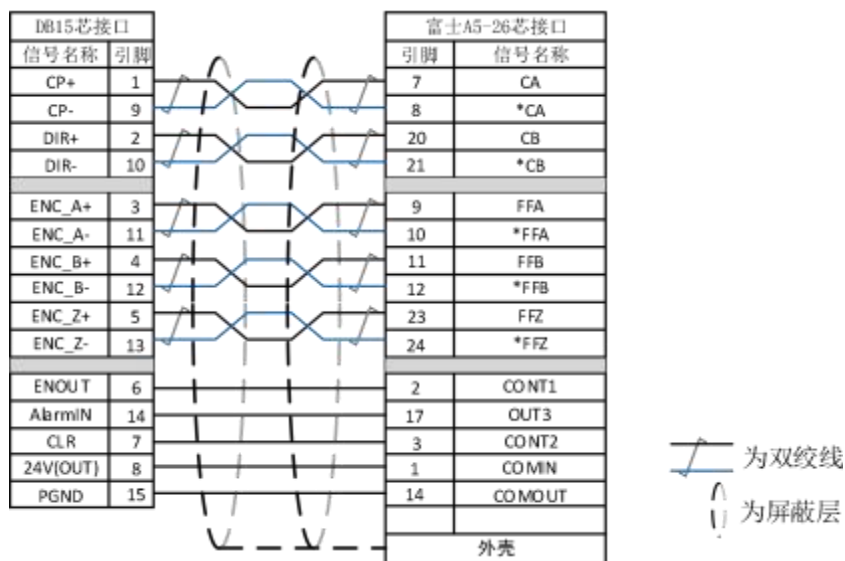 DB15芯接口 富士A5-26芯接口
信号名称 引脚 引脚 信号名称
CP+ 1 7 CA
CP- 9 8 *CA
DIR+ 2 20 CB
DIR- 10 21 *CB
ENC_A+ 3 9 FFA
ENC_A- 11 10 *FFA
ENC_B+ 4 11 FFB
ENC_B- 12 12 *FFB
ENC_Z+ 5 23 FFZ
ENC_Z- 13 24 *FFZ
ENOUT 6 2 CONT1
AlarmIN 14 17 OUT3
CLR 7 3 CONT2
24V(OUT) 8 1 COMIN
PGND 15 14 COMOUT
外壳
为双绞线
为屏蔽层